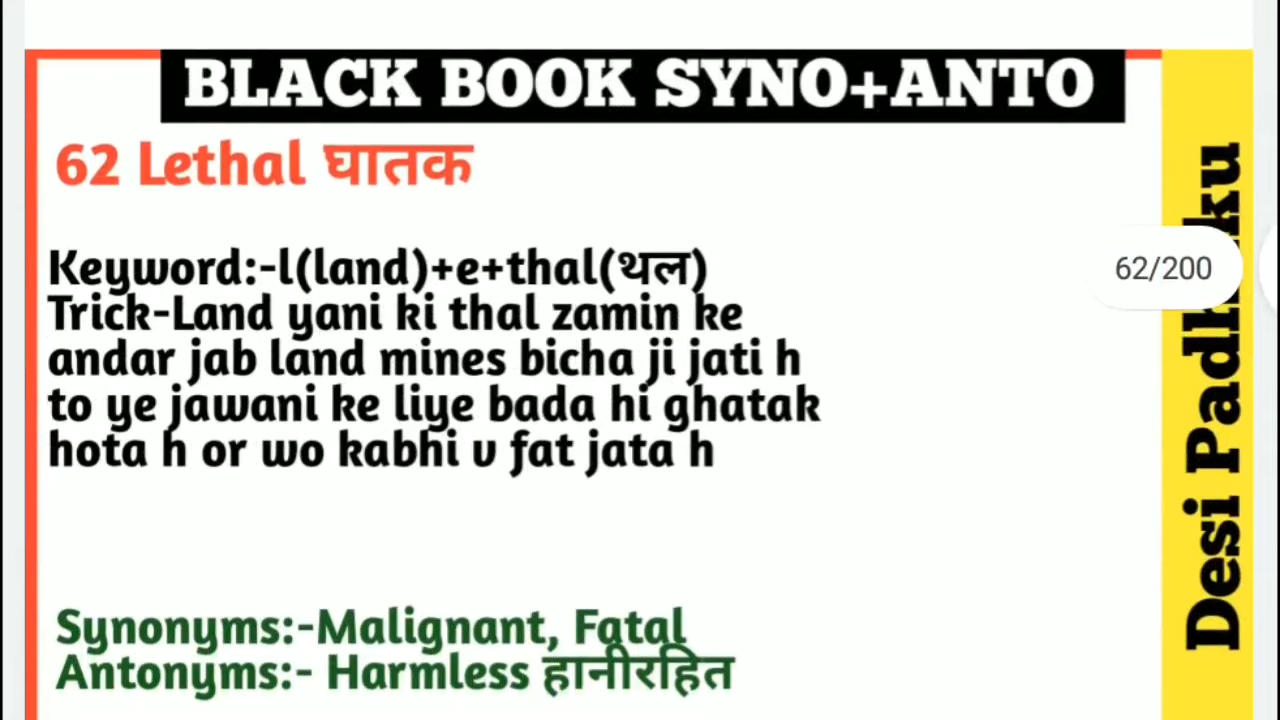 BLACK BOOK SYNO+ANTO
62 Lethal घातक
Keyword:-l(land)+e+thal(थल)
Trick-Land yani ki thal zamin ke
andar jab land mines bicha ji jati h
to ye jawani ke liye bada hi ghatak
hota h or wo kabhi v fat jata h
Synonyms:-Malignant, Fatal
Antonyms:- Harmless हानीरहित
62/200
Desi